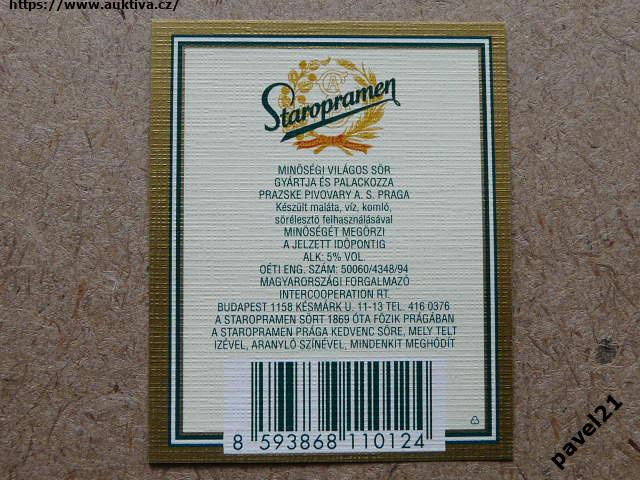 https://www.auktiva.cz/
Staropramen
MINŐSÉGI VILÁGOS SÖR
GYÁRTJA ÉS PALACKOZZA
PRAZSKE PIVOVARY A. S. PRAGA
Készült maláta, víz, komló,
sörélesztő felhasználásával
MINŐSÉGÉT MEGŐRZI
A JELZETT IDŐPONTIG
ALK: 5% VOL.
OÉTI ENG. SZÁM: 50060/4348/94
MAGYARORSZÁGI FORGALMAZÓ
INTERCOOPERATION RT.
BUDAPEST 1158 KÉSMÁRK U. 11-13 TEL. 416 0376
A STAROPRAMEN SÖRT 1869 ÓTA FŐZIK PRÁGÁBAN
A STAROPRAMEN PRÁGA KEDVENC SÖRE, MELY TELT
IZÉVEL, ARANYLÓ SZÍNÉVEL, MINDENKIT MEGHÓDÍT
8 593868 110124
pavel21